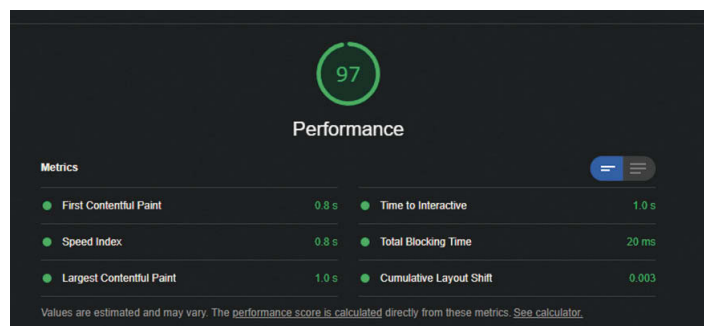 97
Performance
Metrics
First Contentful Paint 0.8 s
Time to Interactive 1.0 s
Speed Index 0.8 s
Total Blocking Time 20 ms
Largest Contentful Paint 1.0 s
Cumulative Layout Shift 0.003
Values are estimated and may vary. The performance score is calculated directly from these metrics. See calculator.